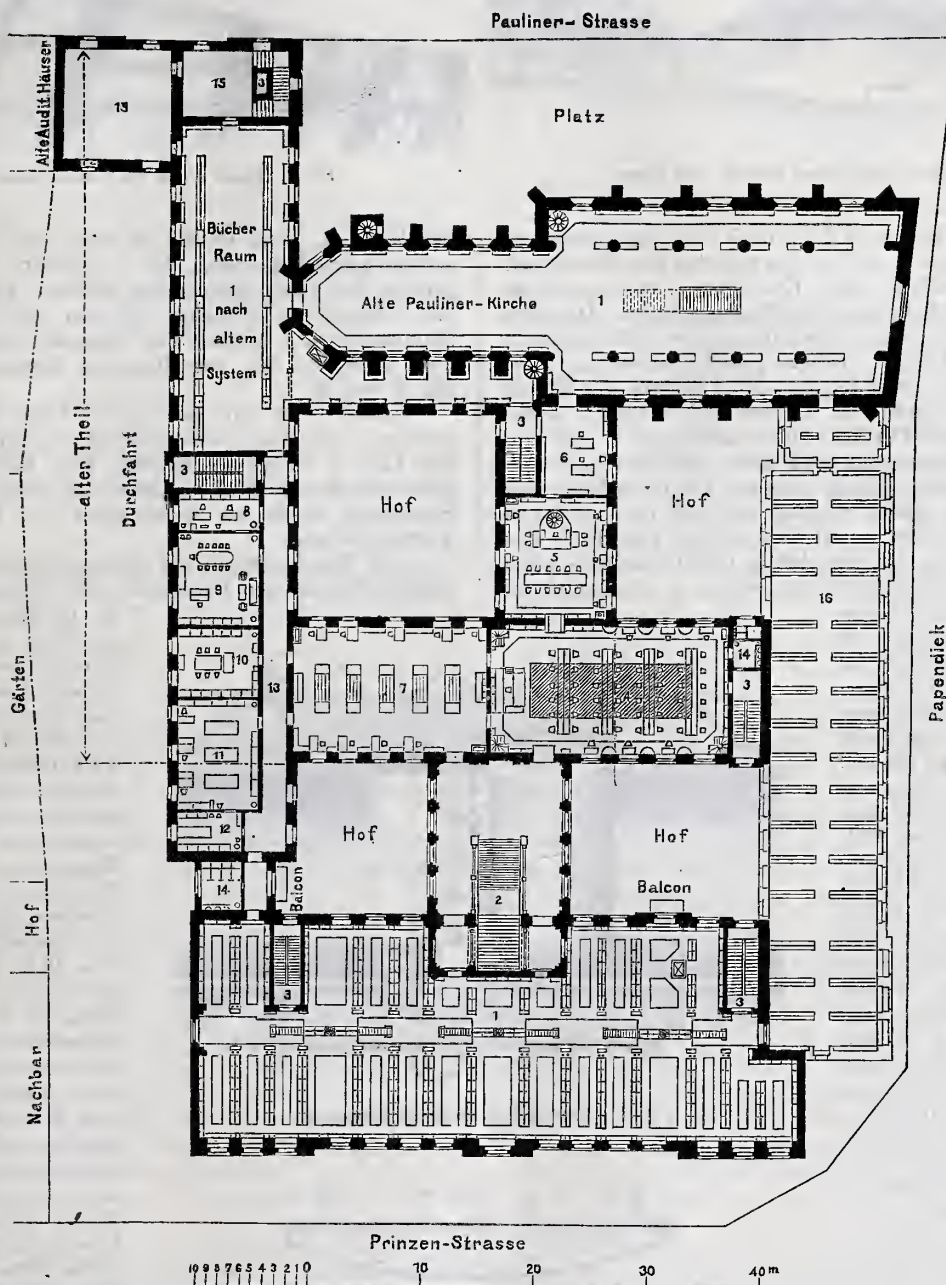 Pauliner-Strasse
Alte Audit. Häuser
13
15
3
Platz
Bücher
Raum
1
nach
altem
System
Alte Pauliner-Kirche
1
alter Theil
Durchfahrt
3
3
6
Hof
Hof
8
5
9
16
14
10
13
7
4
3
Gärten
Papendiek
11
12
Hof
Hof
2
14
Balcon
Balcon
Hof
3
3
1
Nachbar
Prinzen-Strasse
10 9 8 7 6 5 4 3 2 1 0 10 20 30 40 m